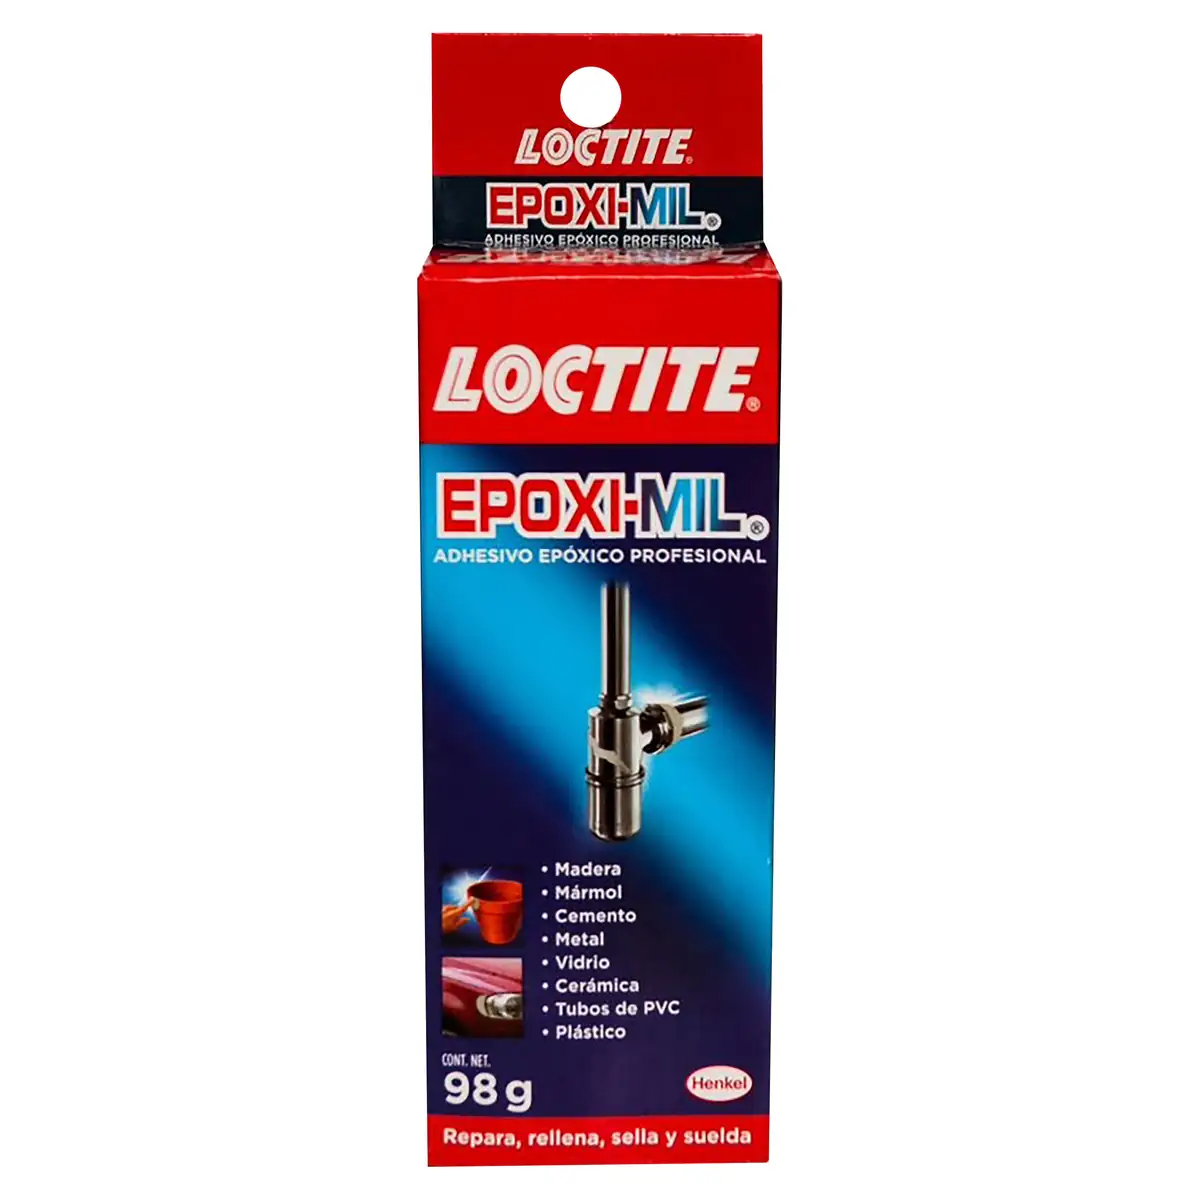 LOCTITE®
EPOXI-MIL®
ADHESIVO EPÓXICO PROFESIONAL
LOCTITE®
EPOXI-MIL®
ADHESIVO EPÓXICO PROFESIONAL
• Madera
• Mármol
• Cemento
• Metal
• Vidrio
• Cerámica
• Tubos de PVC
• Plástico
CONT. NET.
98 g
Henkel
Repara, rellena, sella y suelda